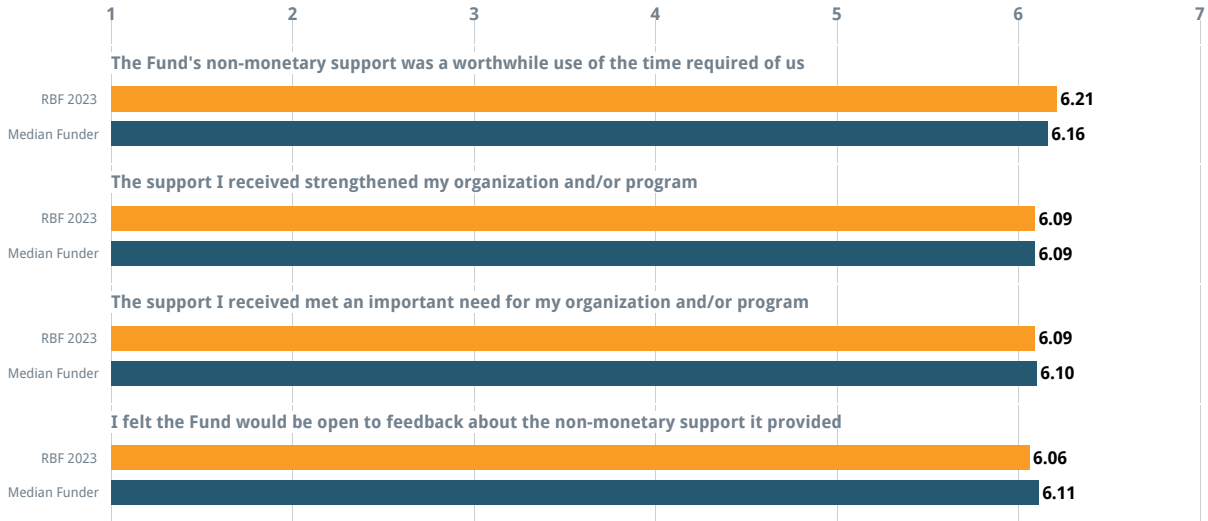 1 2 3 4 5 6 7
The Fund's non-monetary support was a worthwhile use of the time required of us
RBF 2023 6.21
Median Funder 6.16
The support I received strengthened my organization and/or program
RBF 2023 6.09
Median Funder 6.09
The support I received met an important need for my organization and/or program
RBF 2023 6.09
Median Funder 6.10
I felt the Fund would be open to feedback about the non-monetary support it provided
RBF 2023 6.06
Median Funder 6.11